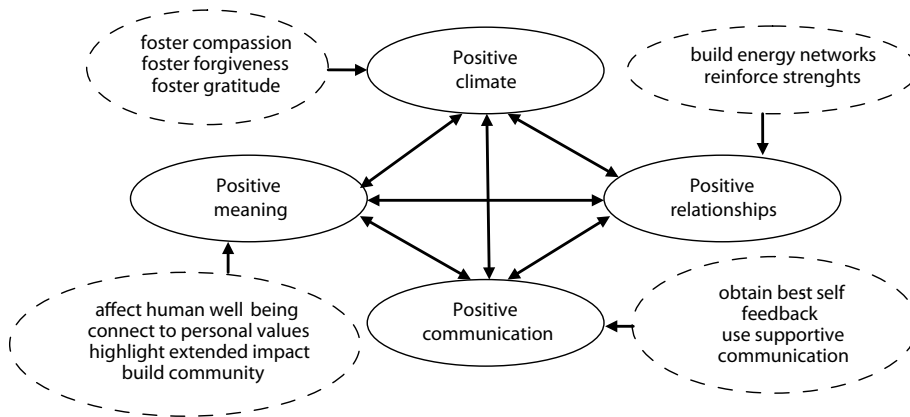 foster compassion
foster forgiveness
foster gratitude
Positive
climate
build energy networks
reinforce strenghts
Positive
meaning
Positive
relationships
affect human well being
connect to personal values
highlight extended impact
build community
Positive
communication
obtain best self
feedback
use supportive
communication